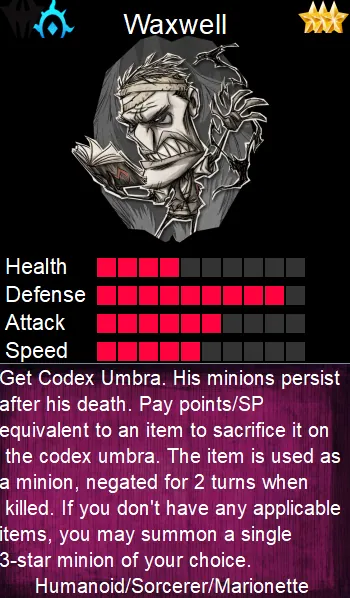 Waxwell
Health
Defense
Attack
Speed
Get Codex Umbra. His minions persist
after his death. Pay points/SP
equivalent to an item to sacrifice it on
the codex umbra. The item is used as
a minion, negated for 2 turns when
killed. If you don't have any applicable
items, you may summon a single
3-star minion of your choice.
Humanoid/Sorcerer/Marionette